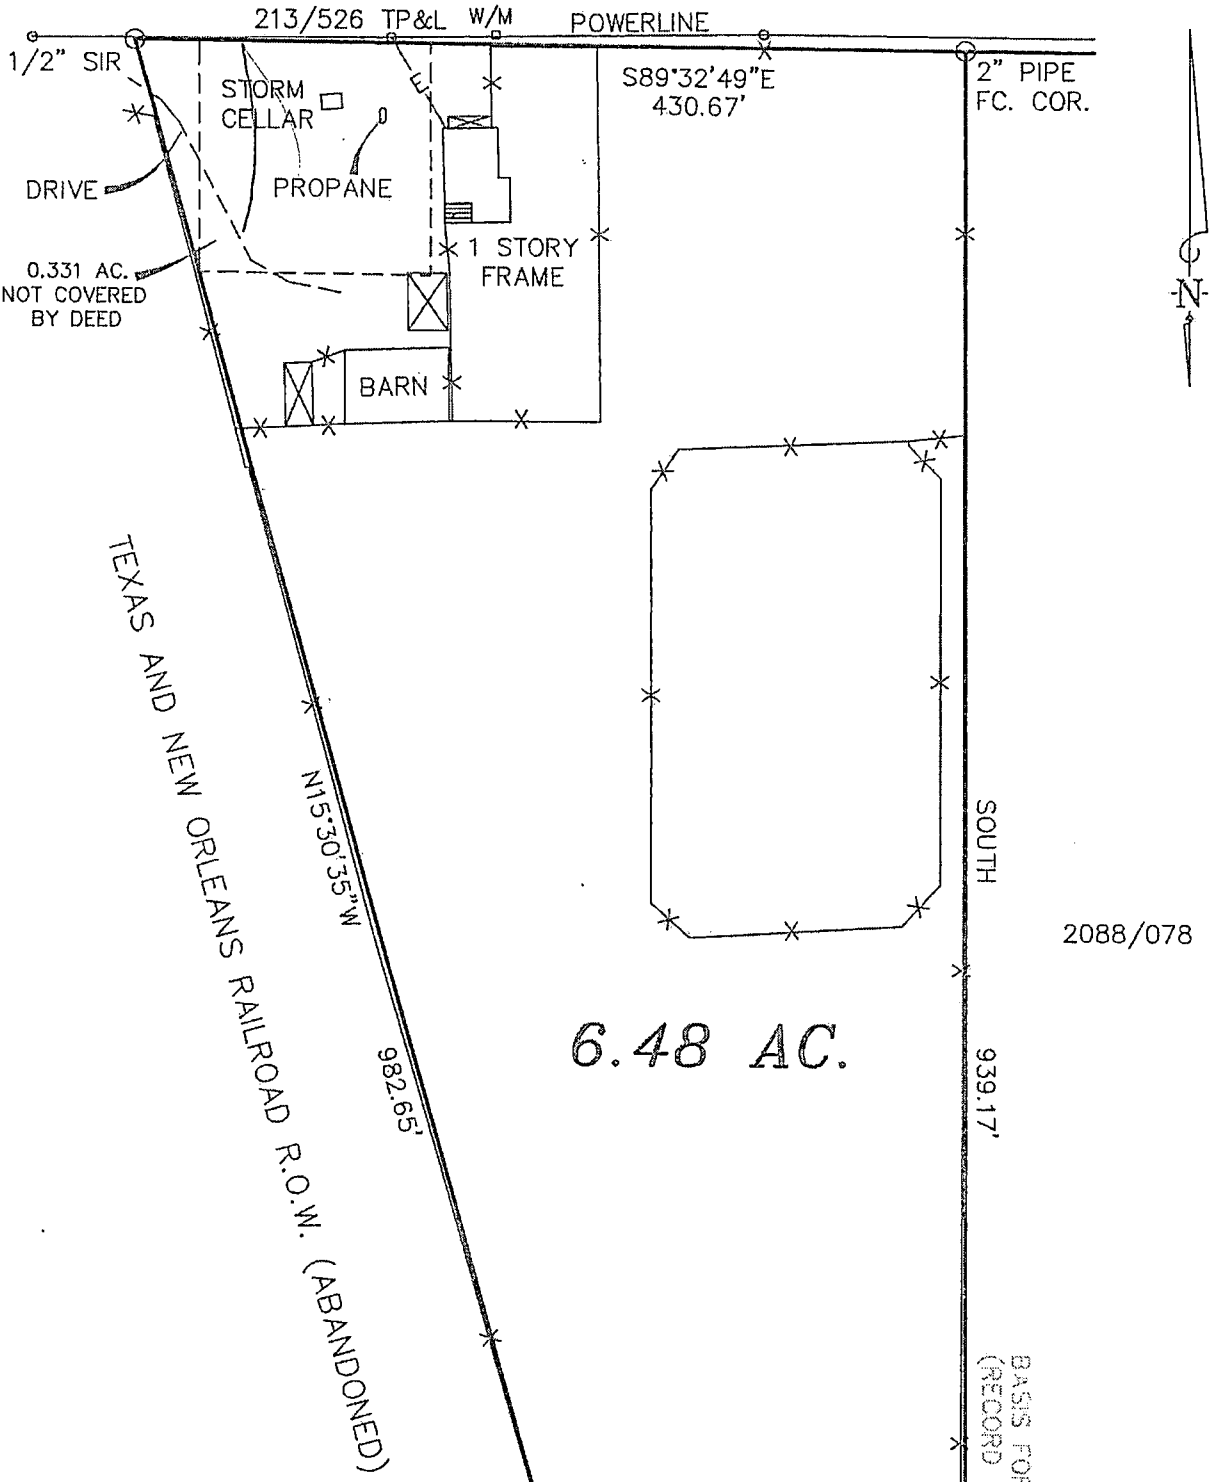 213/526 TP&L W/M POWERLINE
1/2" SIR
S89°32'49"E
430.67'
2" PIPE
FC. COR.
STORM
CELLAR
E
DRIVE
PROPANE
1 STORY
FRAME
0.331 AC.
NOT COVERED
BY DEED
BARN
N
TEXAS AND NEW ORLEANS RAILROAD R.O.W. (ABANDONED)
N15°30'35"W
982.65'
SOUTH
939.17'
2088/078
6.48 AC.
BASIS FOR
(RECORD